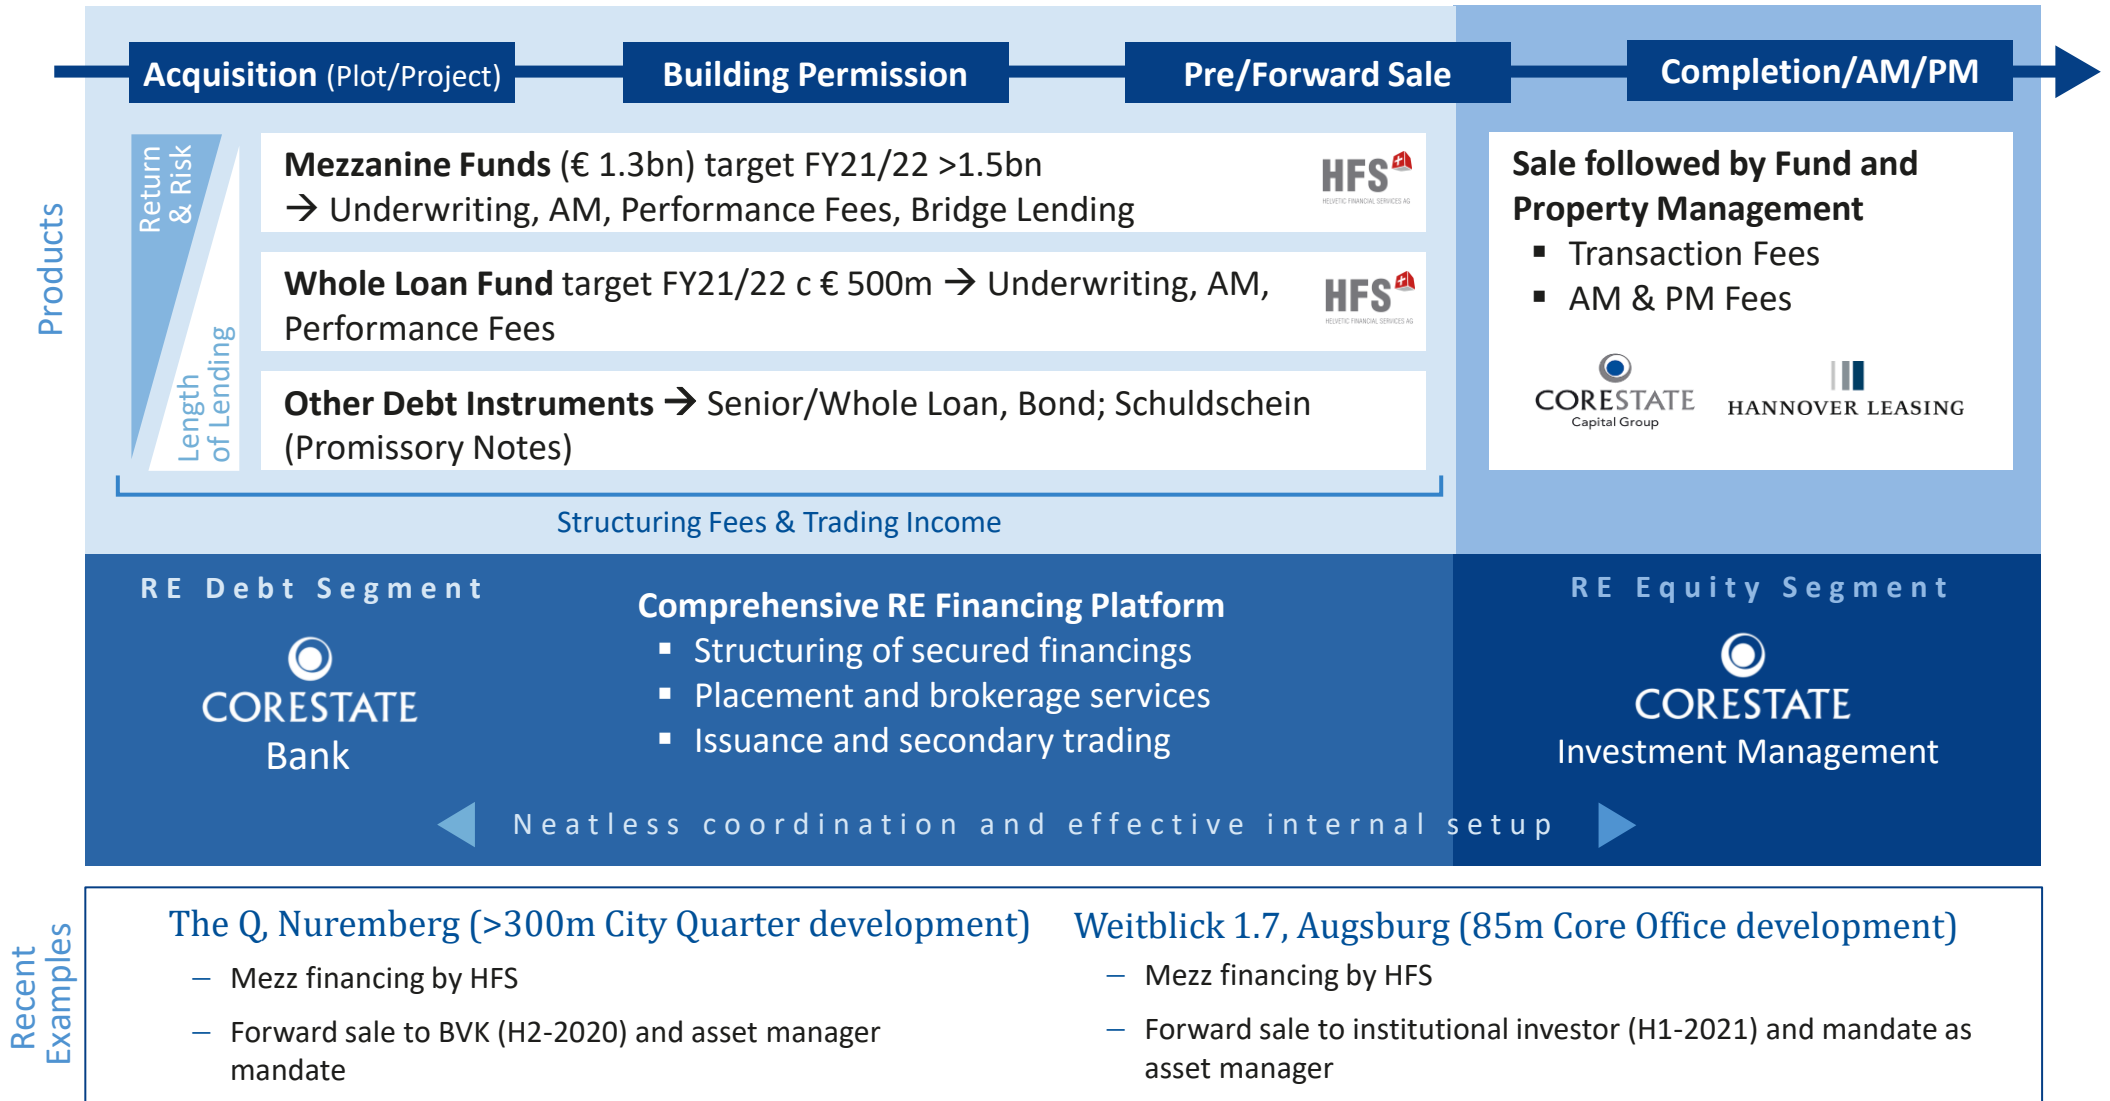 Acquisition (Plot/Project)
Building Permission
Pre/Forward Sale
Completion/AM/PM
Products
Return
& Risk
Length
of Lending
Mezzanine Funds (€ 1.3bn) target FY21/22 >1.5bn
→ Underwriting, AM, Performance Fees, Bridge Lending
HFS
HELVETIC FINANCIAL SERVICES AG
Whole Loan Fund target FY21/22 c € 500m → Underwriting, AM,
Performance Fees
HFS
HELVETIC FINANCIAL SERVICES AG
Other Debt Instruments → Senior/Whole Loan, Bond; Schuldschein
(Promissory Notes)
Structuring Fees & Trading Income
Sale followed by Fund and
Property Management
▪ Transaction Fees
▪ AM & PM Fees
CORESTATE
Capital Group
HANNOVER LEASING
RE Debt Segment
CORESTATE
Bank
Comprehensive RE Financing Platform
▪ Structuring of secured financings
▪ Placement and brokerage services
▪ Issuance and secondary trading
RE Equity Segment
CORESTATE
Investment Management
Neatless coordination and effective internal setup
Recent
Examples
The Q, Nuremberg (>300m City Quarter development)
– Mezz financing by HFS
– Forward sale to BVK (H2-2020) and asset manager
mandate
Weitblick 1.7, Augsburg (85m Core Office development)
– Mezz financing by HFS
– Forward sale to institutional investor (H1-2021) and mandate as
asset manager